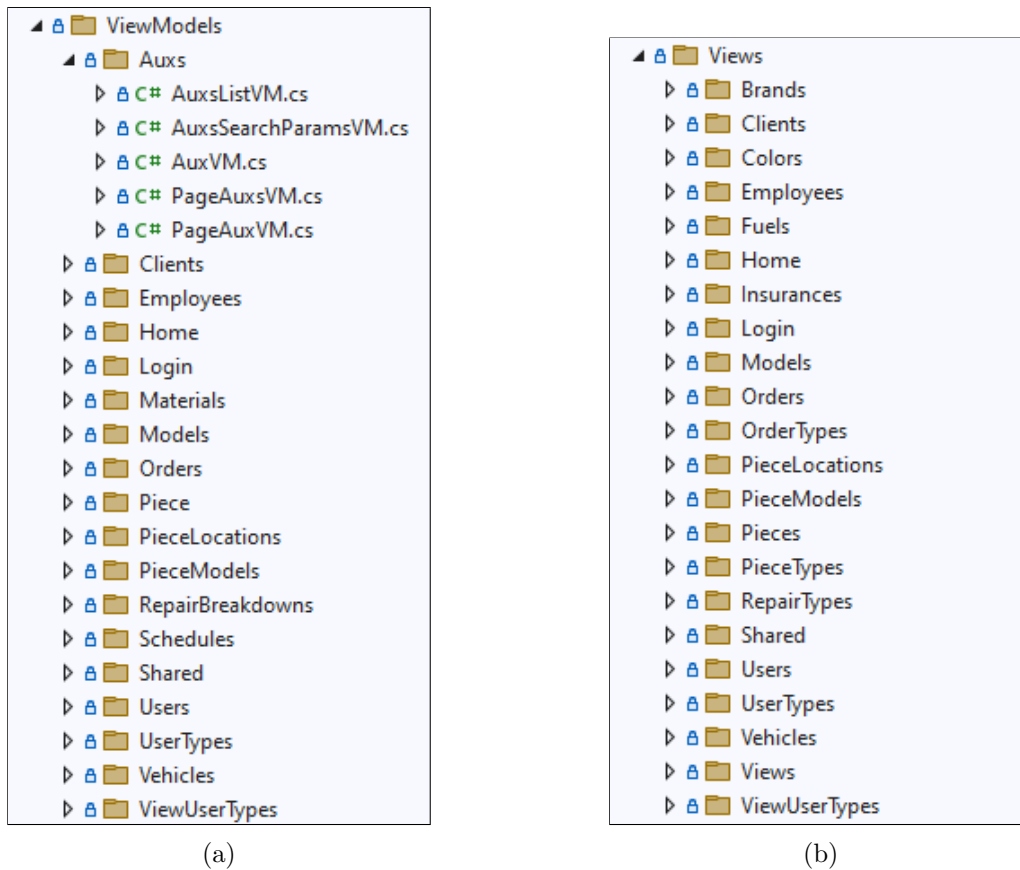 ViewModels
Auxs
C# AuxsListVM.cs
C# AuxsSearchParamsVM.cs
C# AuxVM.cs
C# PageAuxsVM.cs
C# PageAuxVM.cs
Clients
Employees
Home
Login
Materials
Models
Orders
Piece
PieceLocations
PieceModels
RepairBreakdowns
Schedules
Shared
Users
UserTypes
Vehicles
ViewUserTypes
(a)
Views
Brands
Clients
Colors
Employees
Fuels
Home
Insurances
Login
Models
Orders
OrderTypes
PieceLocations
PieceModels
Pieces
PieceTypes
RepairTypes
Shared
Users
UserTypes
Vehicles
Views
ViewUserTypes
(b)